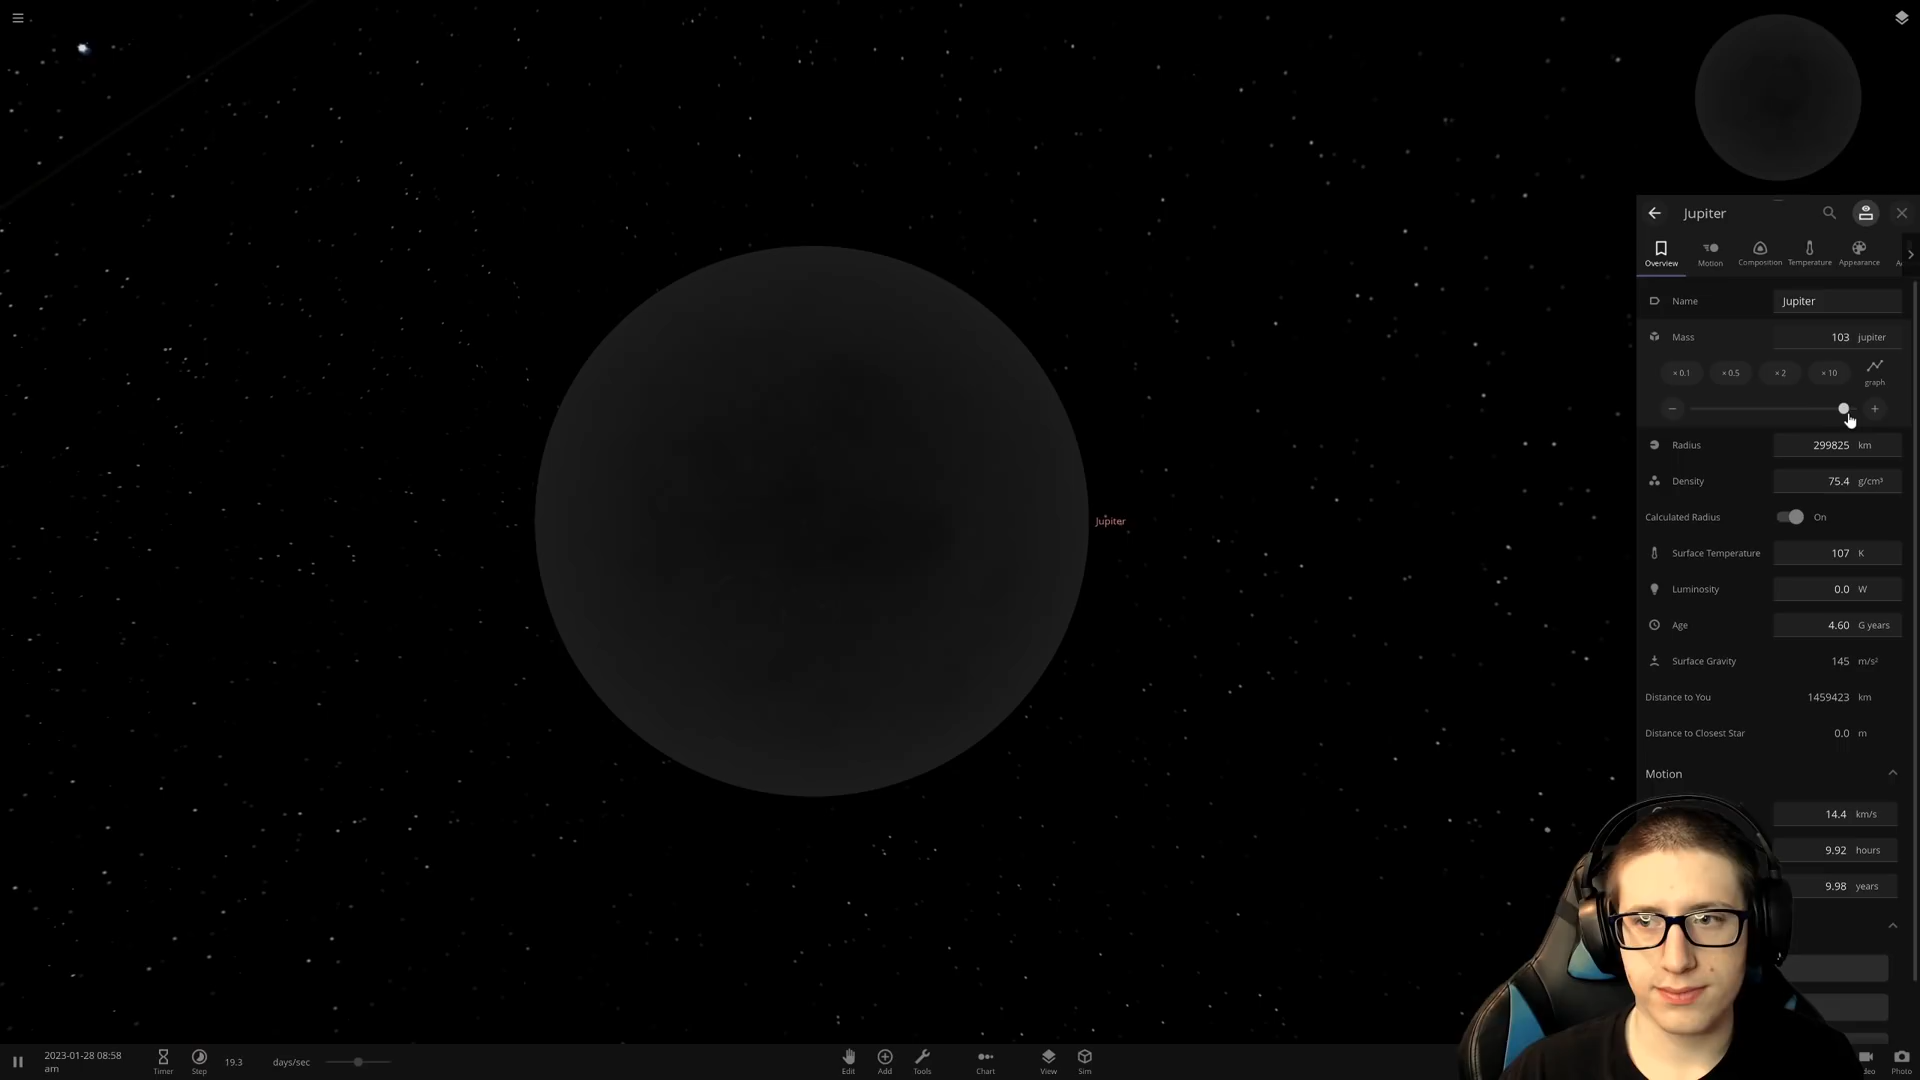 Jupiter
Overview
Motion
Composition
Temperature
Appearance
Name Jupiter
Mass 103 jupiter
× 0.1 × 0.5 × 2 × 10 graph
Radius 299825 km
Density 75.4 g/cm³
Calculated Radius On
Jupiter
Surface Temperature 107 K
Luminosity 0.0 W
Age 4.60 G years
Surface Gravity 145 m/s²
Distance to You 1459423 km
Distance to Closest Star 0.0 m
Motion
14.4 km/s
9.92 hours
9.98 years
2023-01-28 08:58
am
Timer
Step
19.3 days/sec
Edit
Add
Tools
Chart
View
Sim
Photo